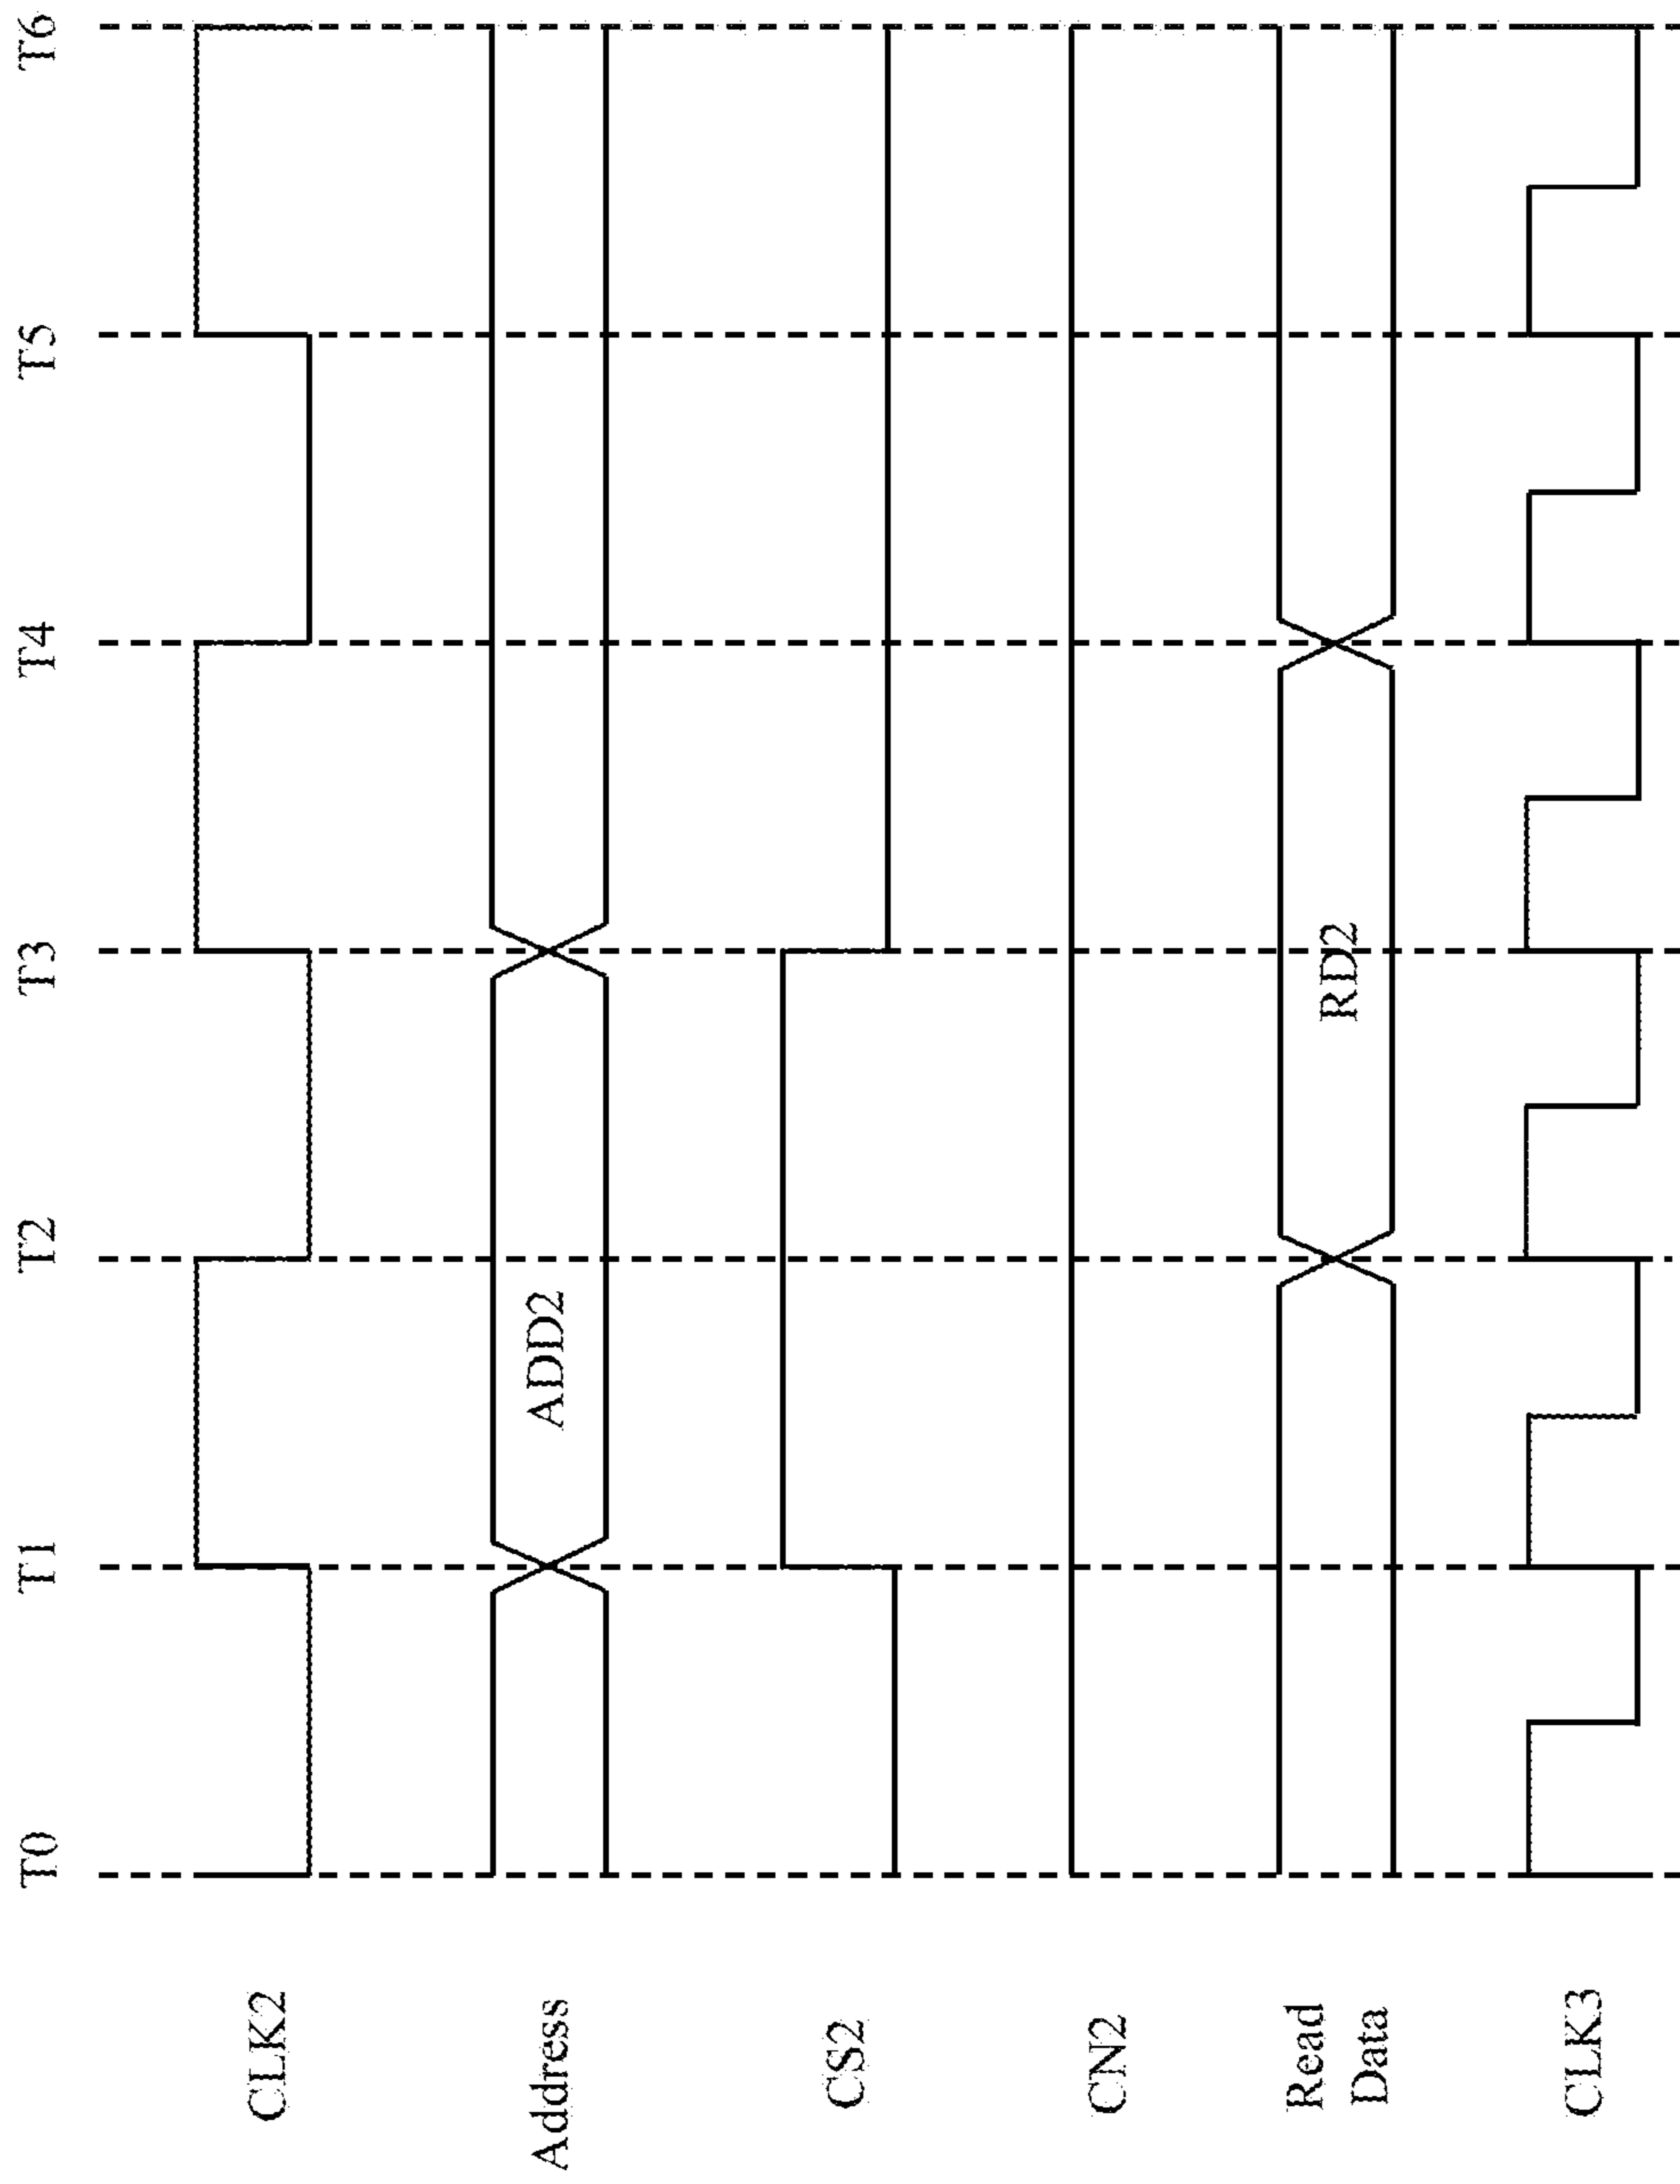 T0 T1 T2 T3 T4 T5 T6
CLK2
Address ADD2
CS2
CN2
Read
Data
RD2
CLK3